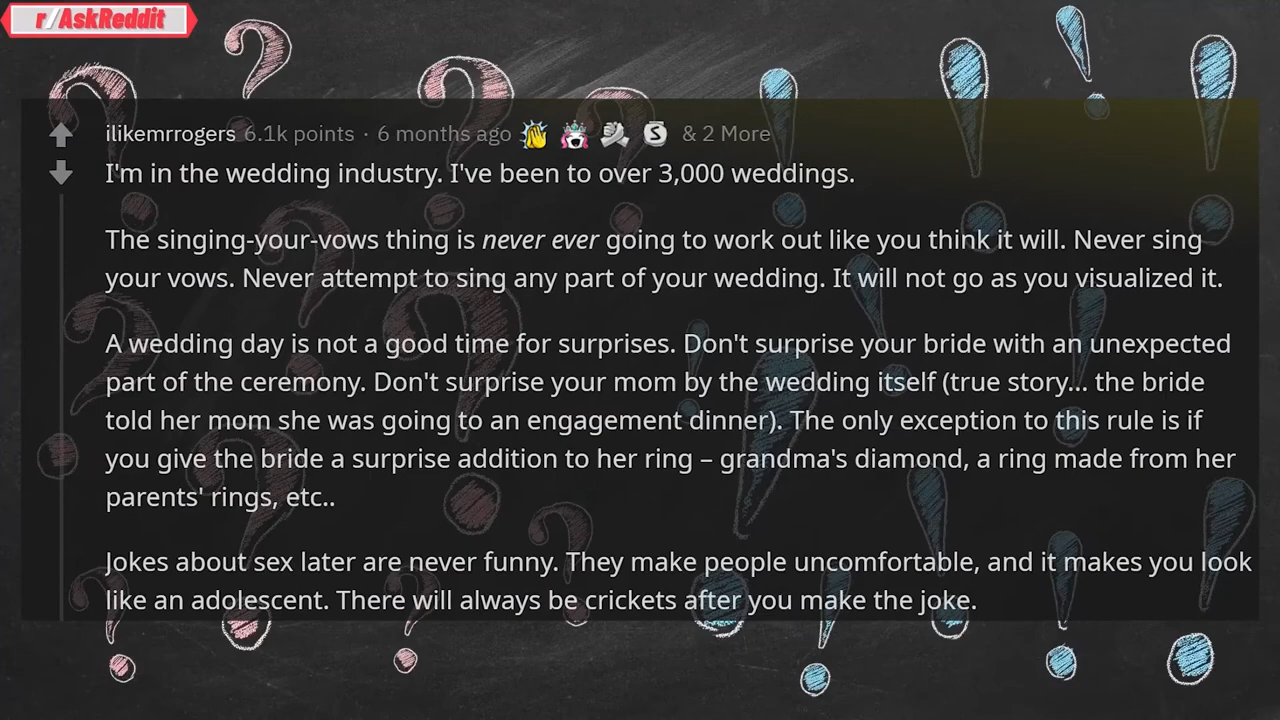 r/AskReddit
ilikemrrogers 6.1k points · 6 months ago S & 2 More
I'm in the wedding industry. I've been to over 3,000 weddings.
The singing-your-vows thing is never ever going to work out like you think it will. Never sing
your vows. Never attempt to sing any part of your wedding. It will not go as you visualized it.
A wedding day is not a good time for surprises. Don't surprise your bride with an unexpected
part of the ceremony. Don't surprise your mom by the wedding itself (true story... the bride
told her mom she was going to an engagement dinner). The only exception to this rule is if
you give the bride a surprise addition to her ring – grandma's diamond, a ring made from her
parents' rings, etc..
Jokes about sex later are never funny. They make people uncomfortable, and it makes you look
like an adolescent. There will always be crickets after you make the joke.